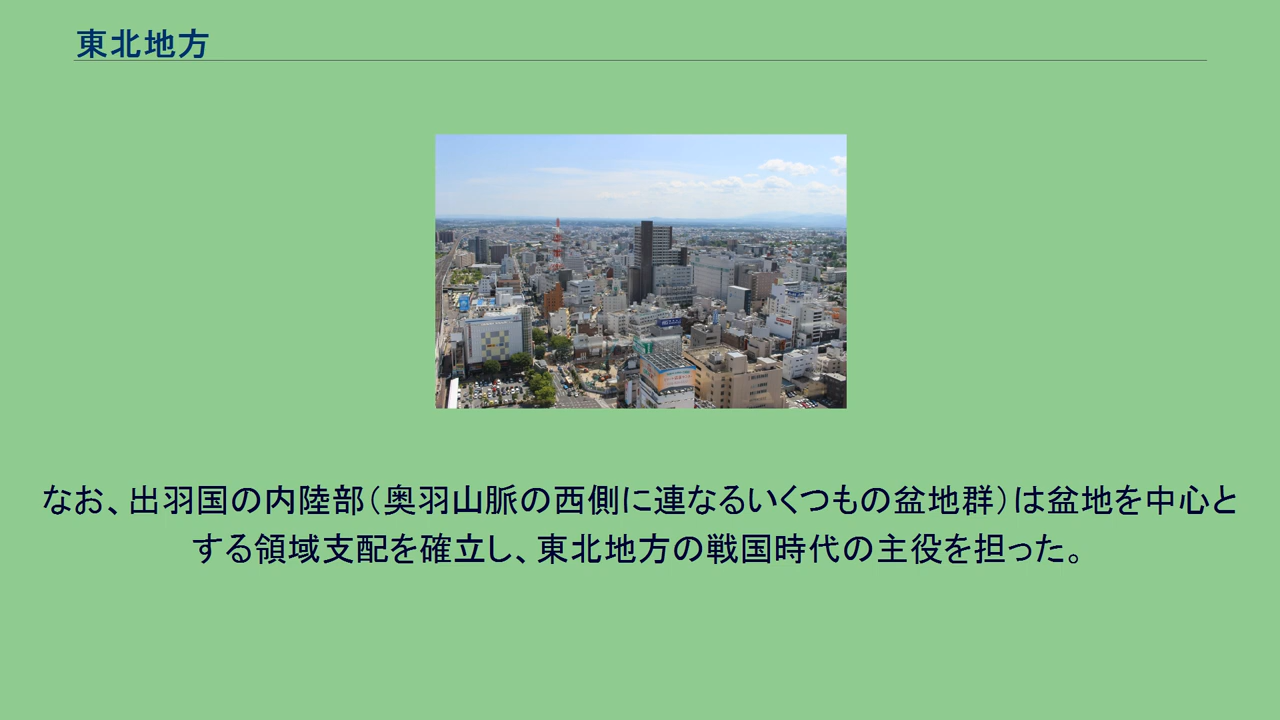 東北地方
なお、出羽国の内陸部（奥羽山脈の西側に連なるいくつもの盆地群）は盆地を中心と
する領域支配を確立し、東北地方の戦国時代の主役を担った。